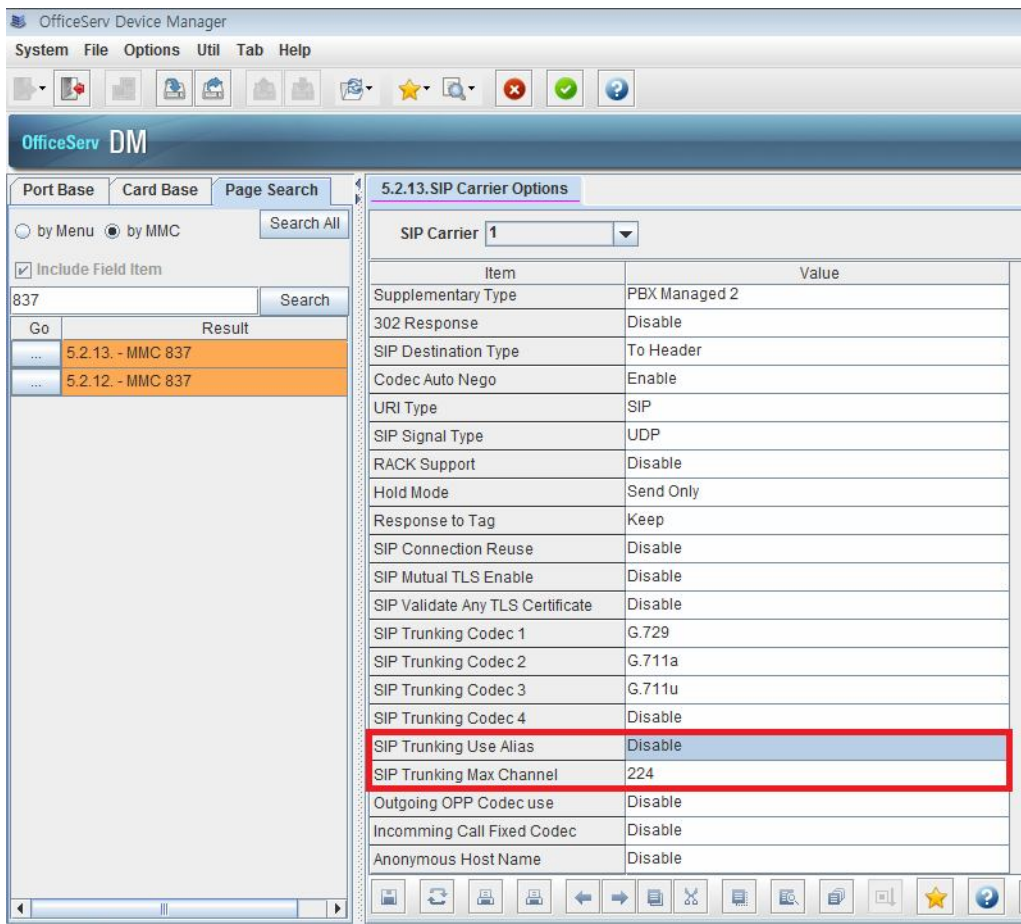 OfficeServ Device Manager
System File Options Util Tab Help
OfficeServ DM
Port Base Card Base Page Search
by Menu by MMC Search All
Include Field Item
837 Search
Go Result
... 5.2.13. - MMC 837
... 5.2.12. - MMC 837
5.2.13.SIP Carrier Options
SIP Carrier 1
Item Value
Supplementary Type PBX Managed 2
302 Response Disable
SIP Destination Type To Header
Codec Auto Nego Enable
URI Type SIP
SIP Signal Type UDP
RACK Support Disable
Hold Mode Send Only
Response to Tag Keep
SIP Connection Reuse Disable
SIP Mutual TLS Enable Disable
SIP Validate Any TLS Certificate Disable
SIP Trunking Codec 1 G.729
SIP Trunking Codec 2 G.711a
SIP Trunking Codec 3 G.711u
SIP Trunking Codec 4 Disable
SIP Trunking Use Alias Disable
SIP Trunking Max Channel 224
Outgoing OPP Codec use Disable
Incomming Call Fixed Codec Disable
Anonymous Host Name Disable